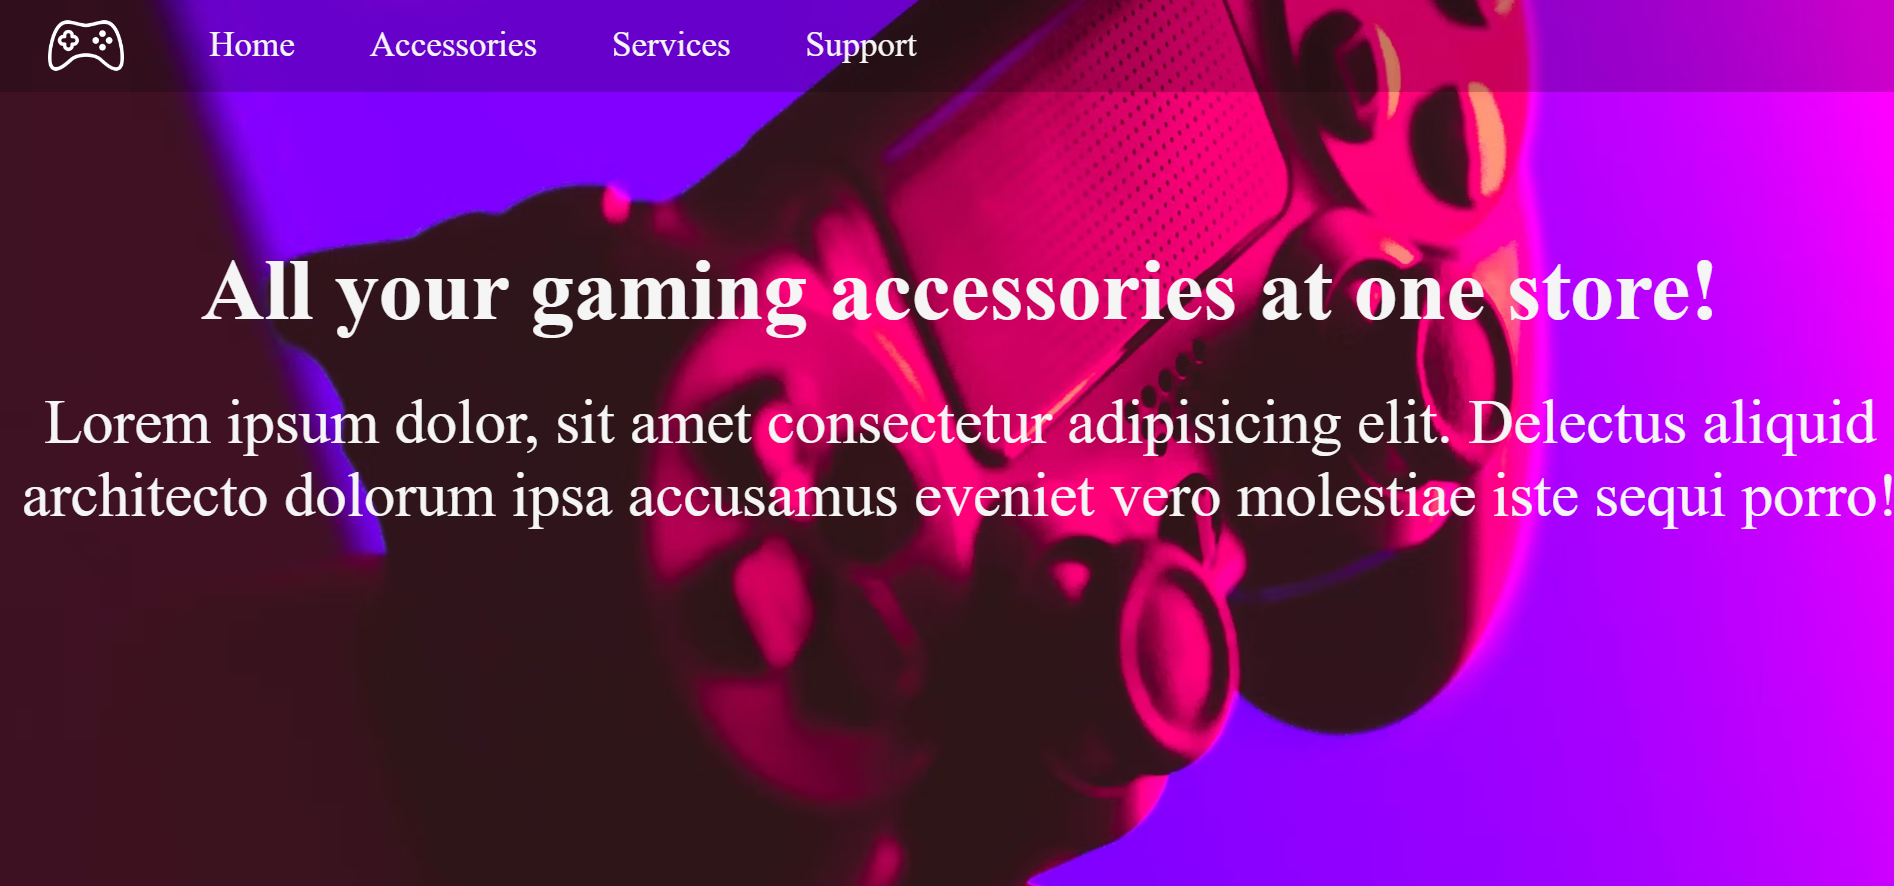 Home Accessories Services Support
All your gaming accessories at one store!
Lorem ipsum dolor, sit amet consectetur adipisicing elit. Delectus aliquid
architecto dolorum ipsa accusamus eveniet vero molestiae iste sequi porro!